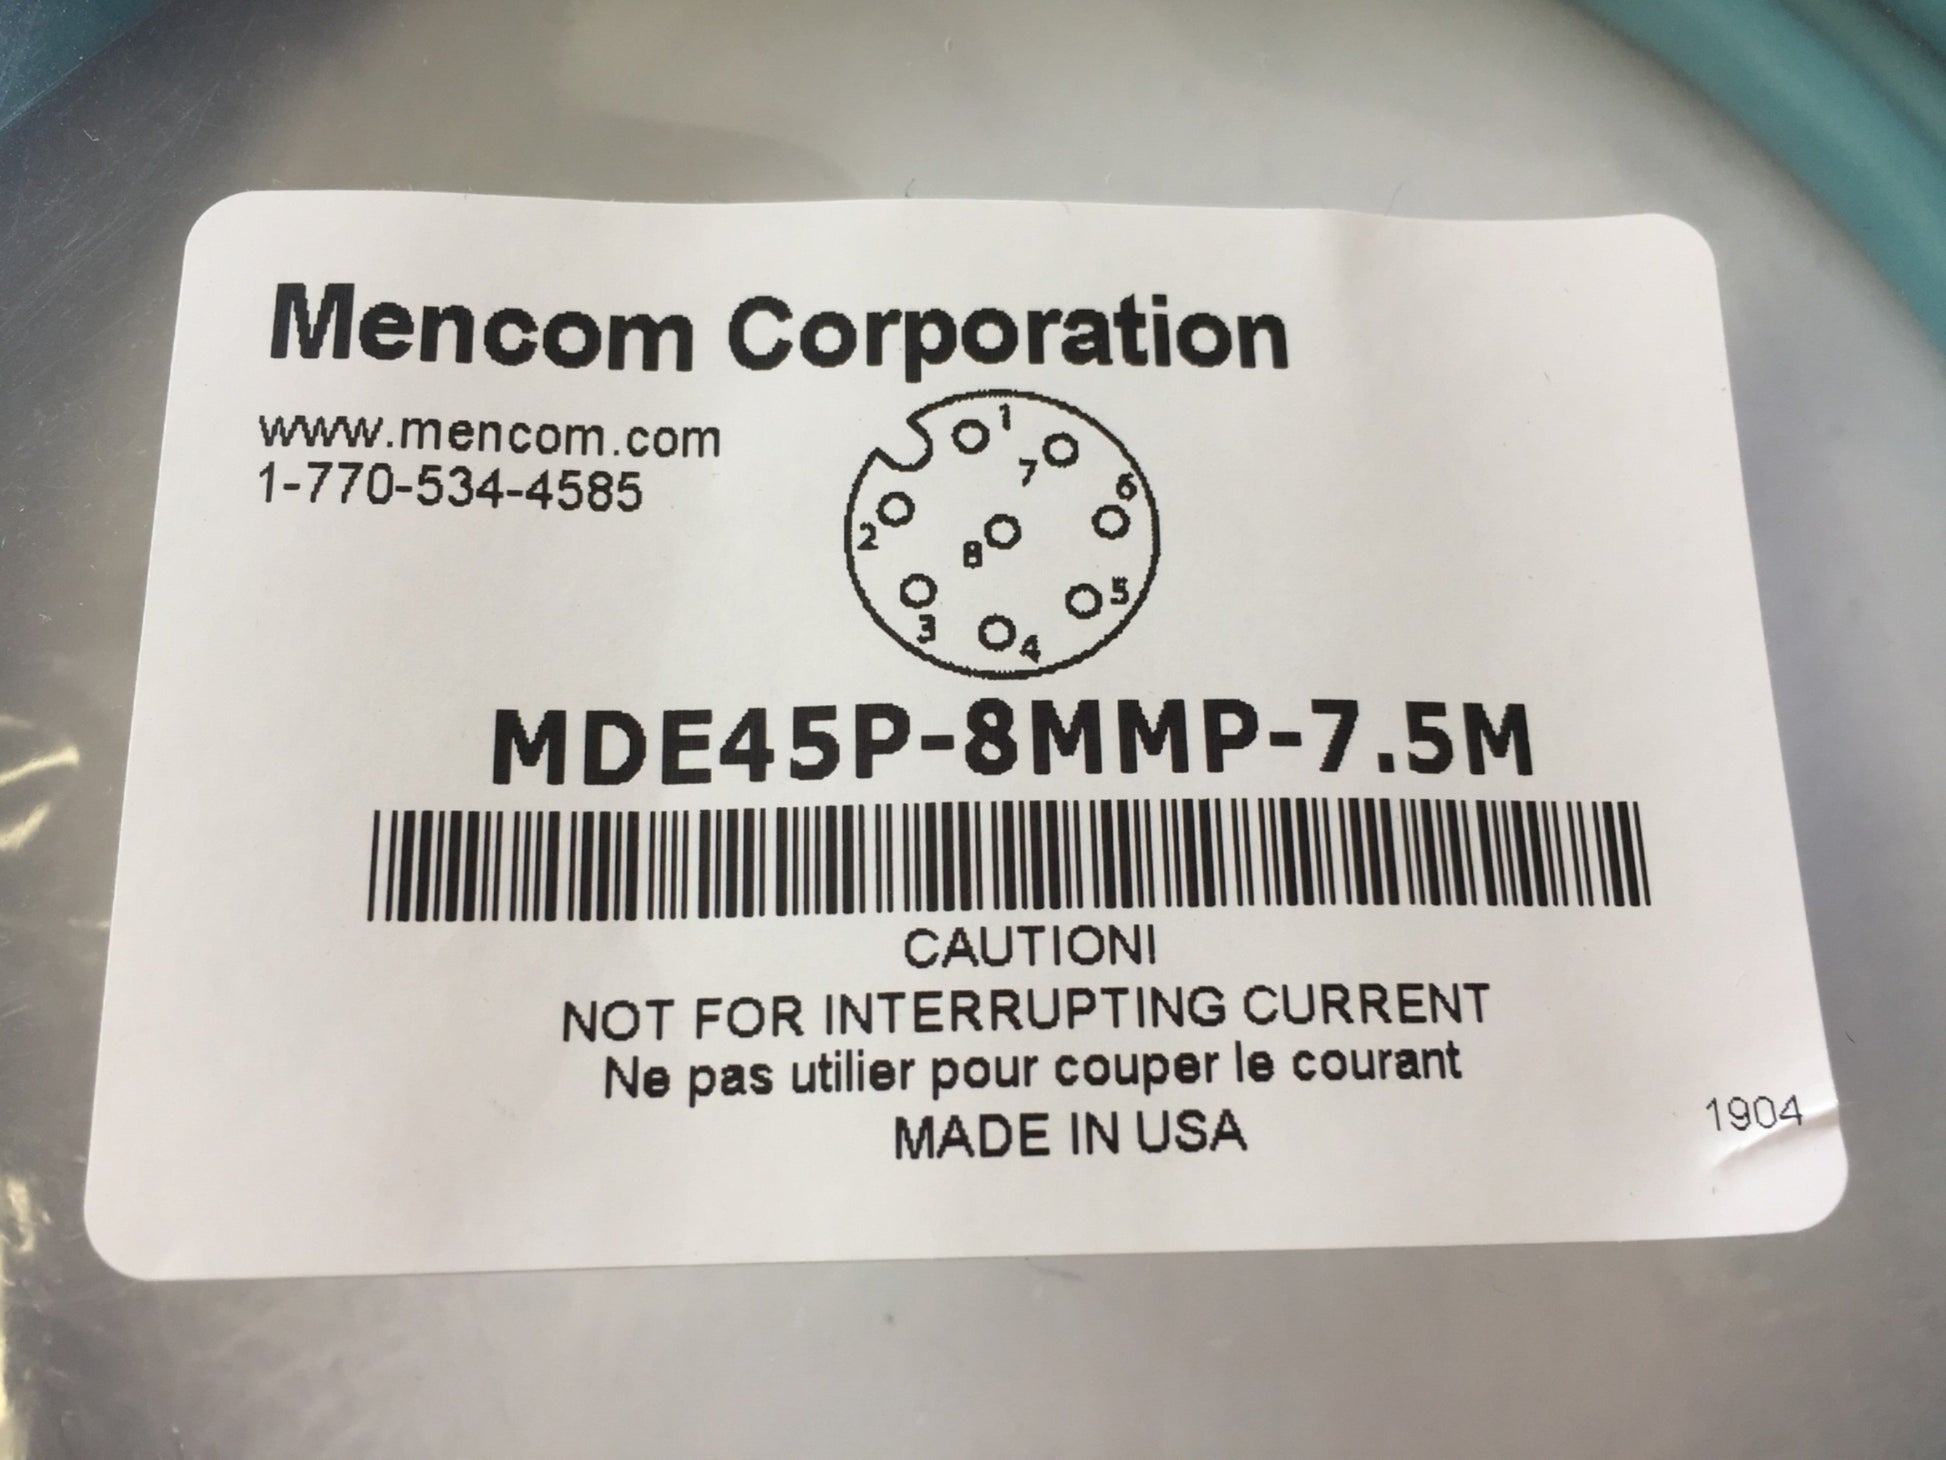 Mencom Corporation
www.mencom.com
1-770-534-4585
1
7
6
2
8
5
3
4
MDE45P-8MMP-7.5M
CAUTION!
NOT FOR INTERRUPTING CURRENT
Ne pas utilier pour couper le courant
MADE IN USA
1904